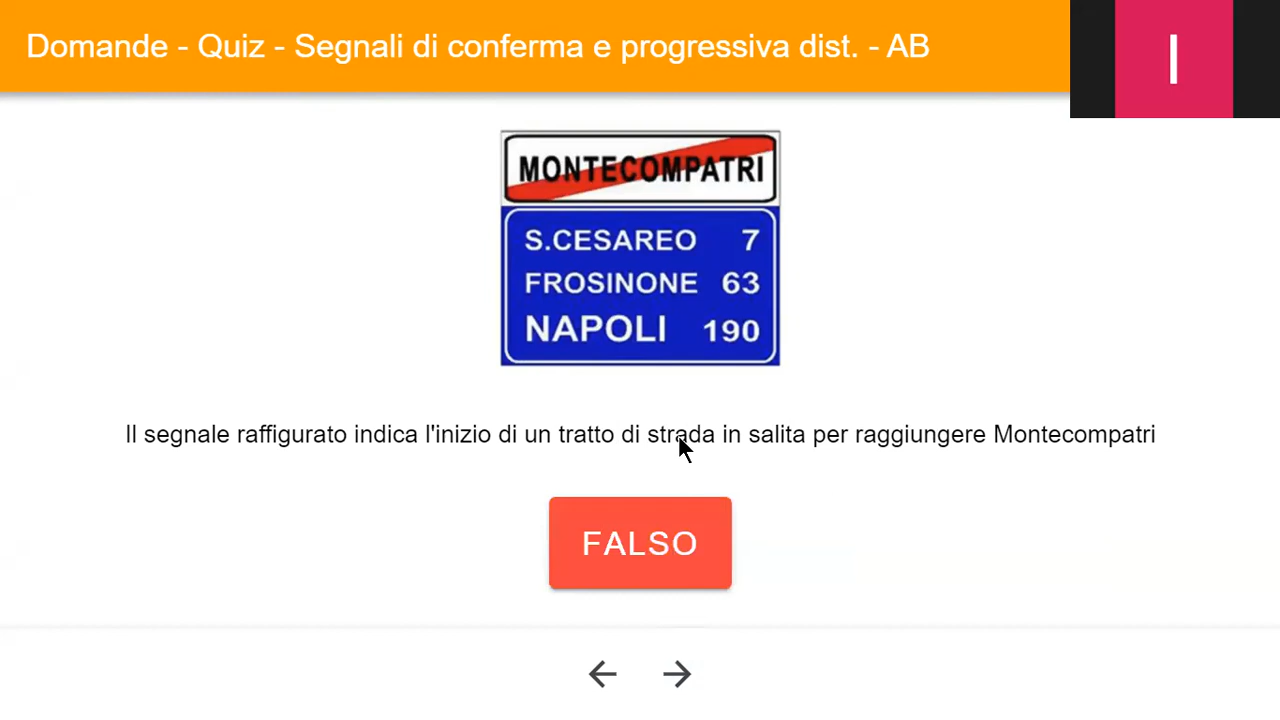 Domande - Quiz - Segnali di conferma e progressiva dist. - AB
I
MONTECOMPATRI
S.CESAREO 7
FROSINONE 63
NAPOLI 190
Il segnale raffigurato indica l'inizio di un tratto di strada in salita per raggiungere Montecompatri
FALSO